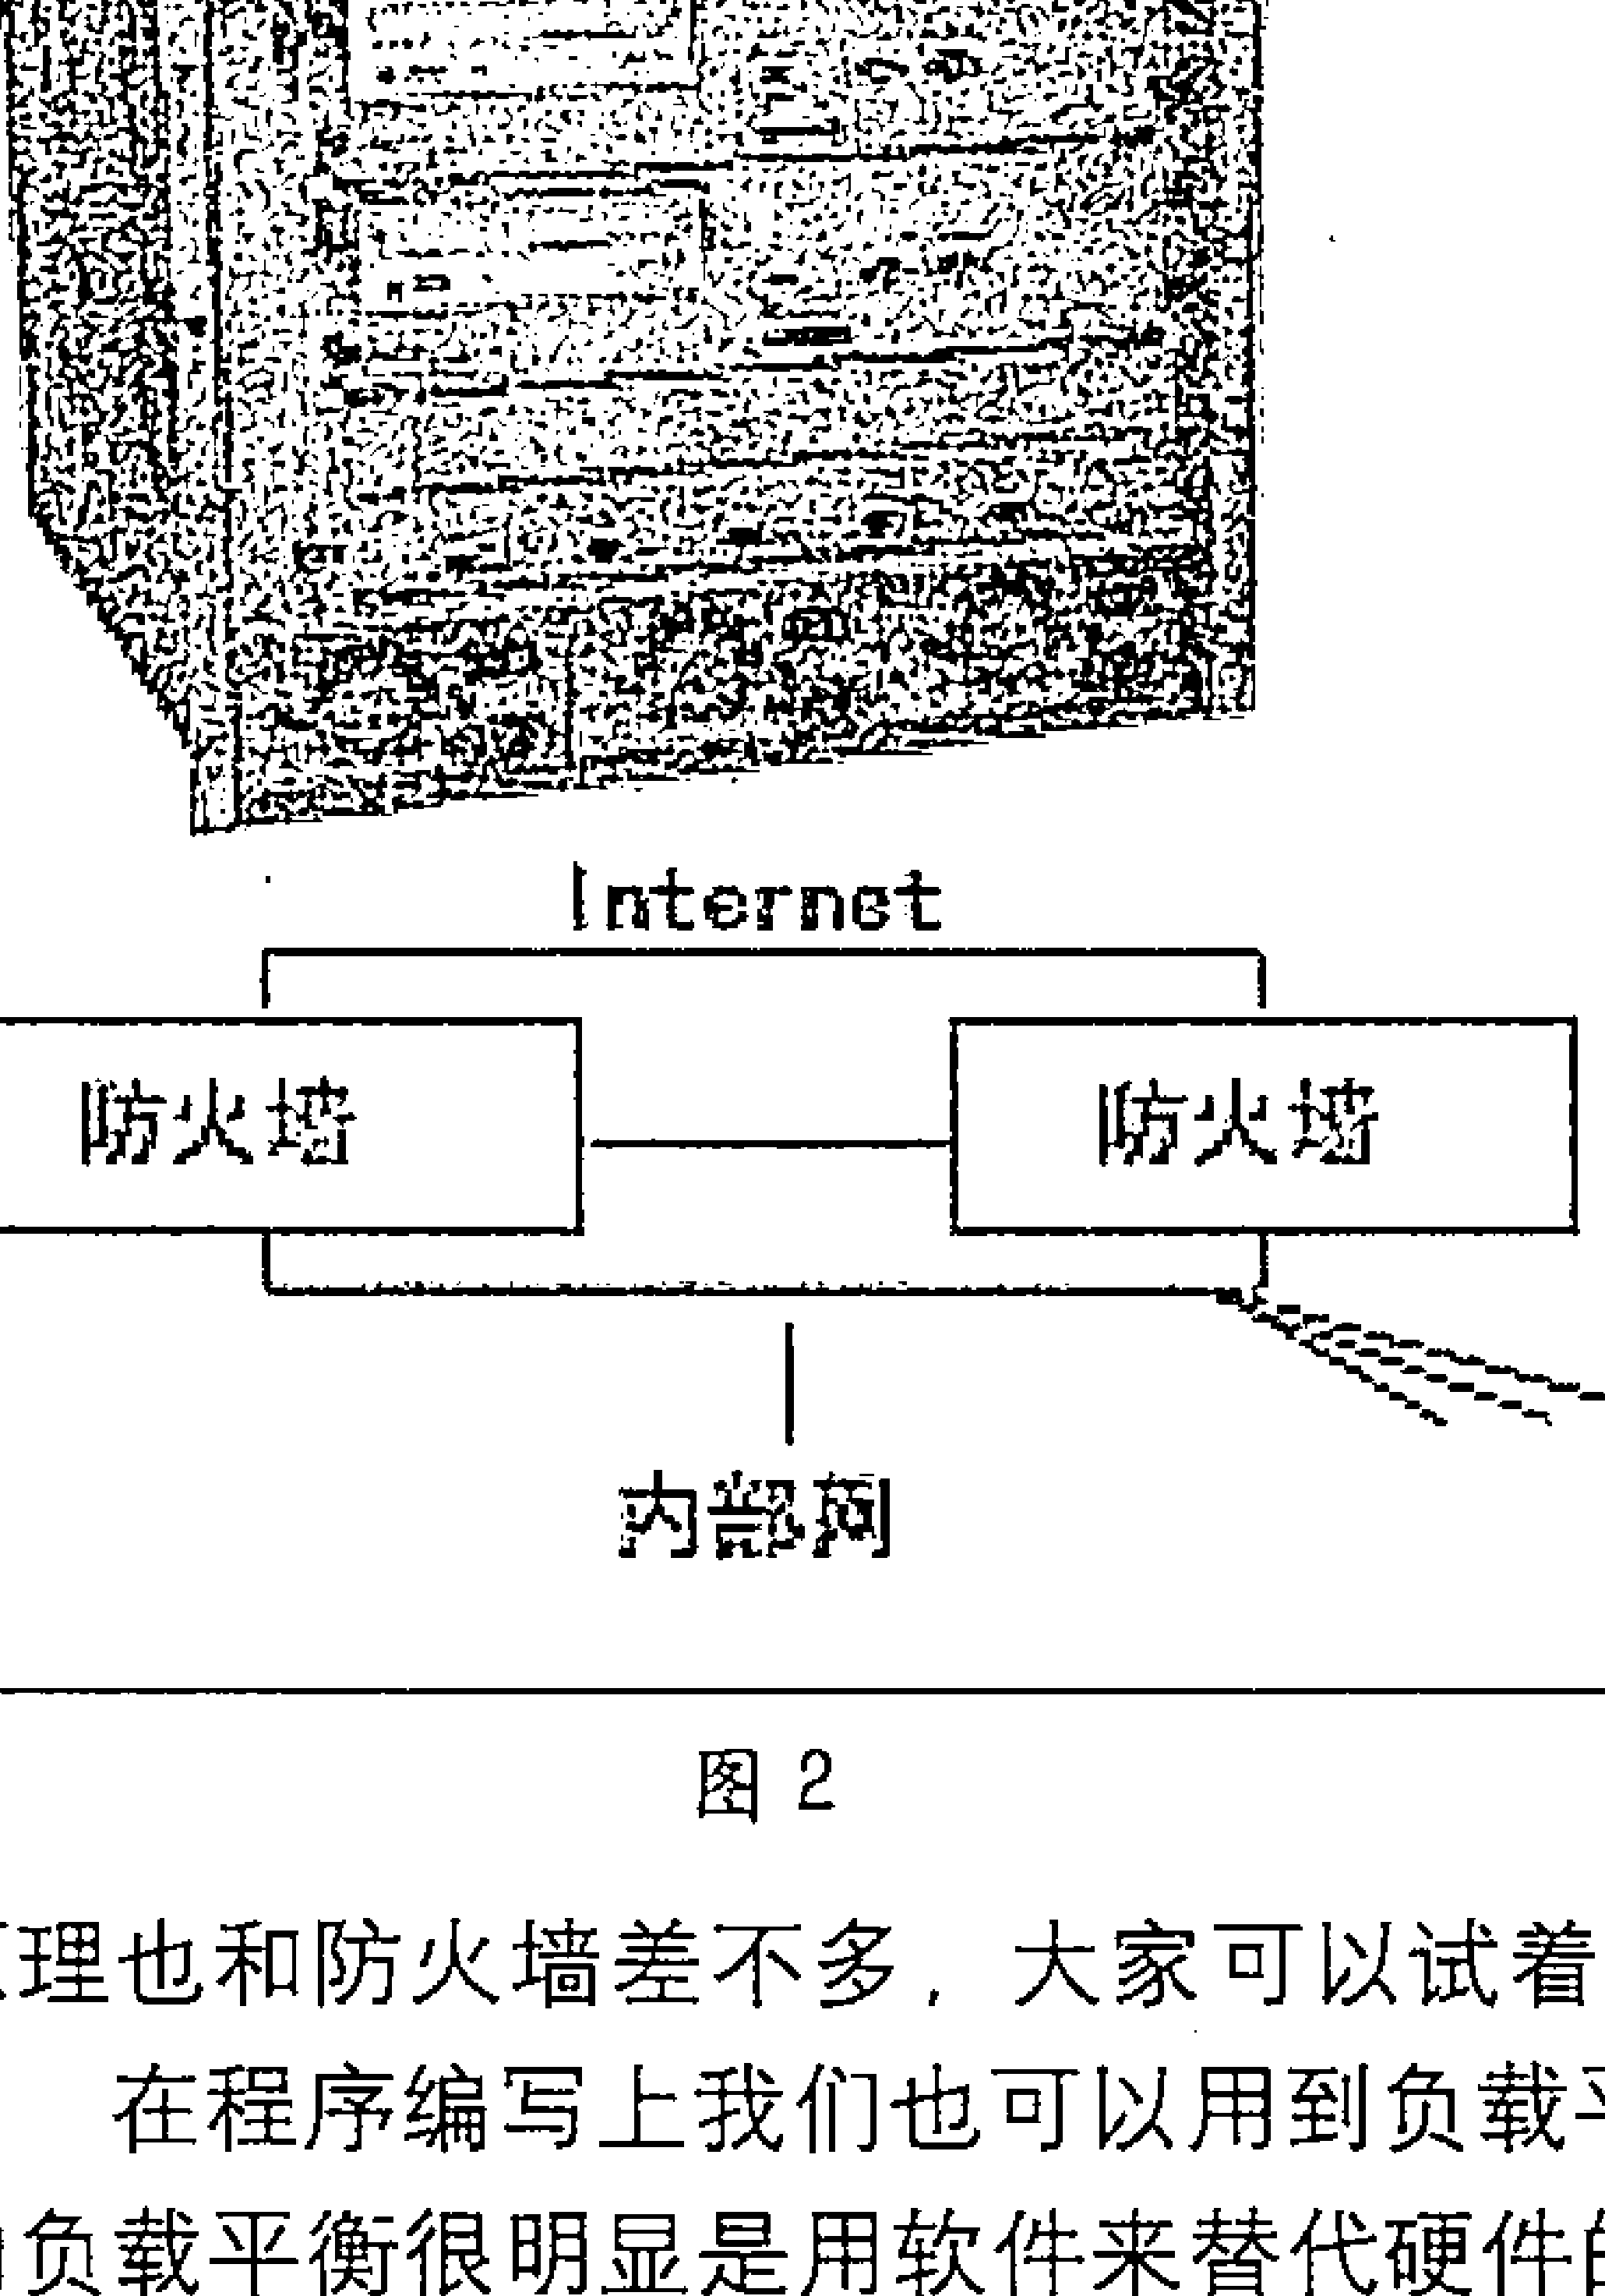 Internet
防火墙 防火墙
内部网
图 2
理也和防火墙差不多，大家可以试着
在程序编写上我们也可以用到负载平
负载平衡很明显是用软件来替代硬件的